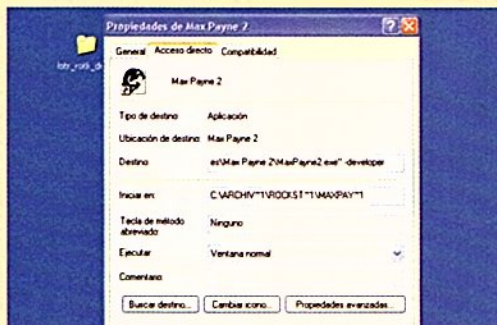 Propiedades de Max Payne 2
General Acceso directo Compatibilidad
Max Payne 2
Tipo de destino: Aplicación
Ubicación de destino: Max Payne 2
Destino: es\Max Payne 2\MaxPayne2.exe" -developer
Iniciar en: C:\ARCHIV~1\ROCKST~1\MAXPAY~1
Tecla de método abreviado: Ninguno
Ejecutar: Ventana normal
Comentario:
Buscar destino... Cambiar icono... Propiedades avanzadas...